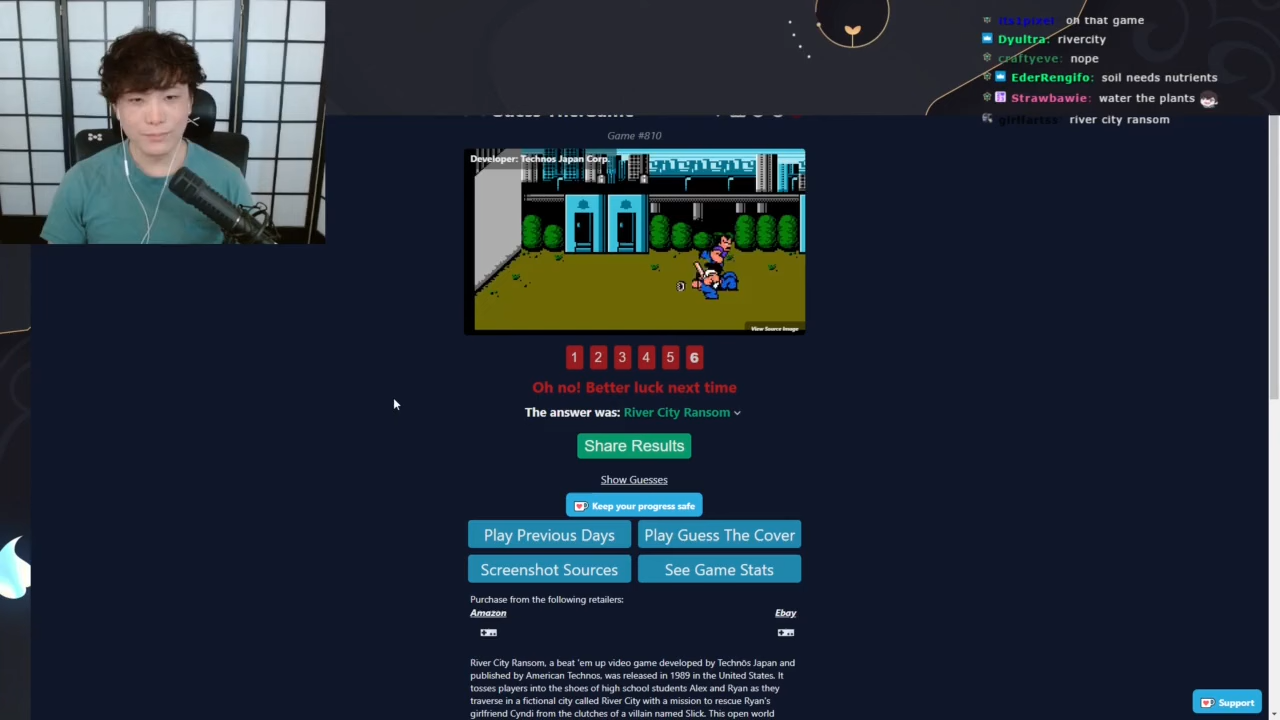 its1pixel: oh that game
Dyultra: rivercity
craftyeve: nope
EderRengifo: soil needs nutrients
Strawbawie: water the plants
river city ransom
Game #810
Developer: Technos Japan Corp.
View Source Image
1 2 3 4 5 6
Oh no! Better luck next time
The answer was: River City Ransom
Share Results
Show Guesses
Keep your progress safe
Play Previous Days
Play Guess The Cover
Screenshot Sources
See Game Stats
Purchase from the following retailers:
Amazon
Ebay
River City Ransom, a beat 'em up video game developed by Technōs Japan and
published by American Technos, was released in 1989 in the United States. It
tosses players into the shoes of high school students Alex and Ryan as they
traverse in a fictional city called River City with a mission to rescue Ryan's
girlfriend Cyndi from the clutches of a villain named Slick. This open world
Support